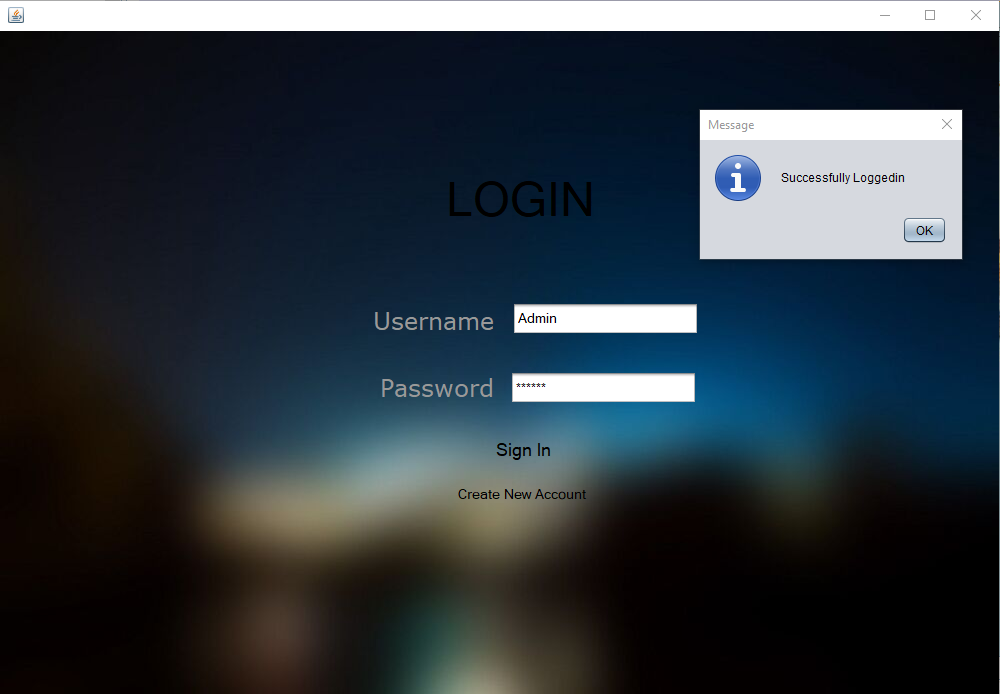 Message
Successfully Loggedin
OK
LOGIN
Username Admin
Password ******
Sign In
Create New Account